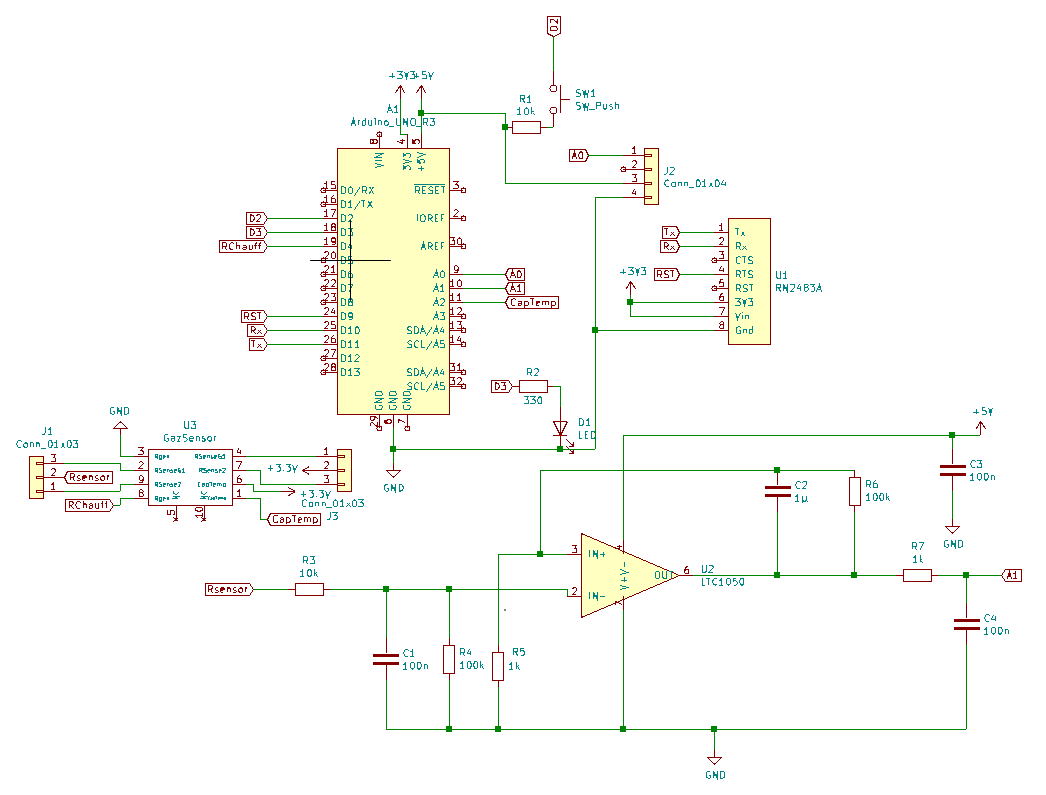 D2
+3V3
+5V
A1
Arduino_UNO_R3
R1
10k
SW1
SW_Push
8
4
5
VIN
3V3
+5V
A0
1
2
3
4
J2
Conn_01x04
15 D0/RX
16 D1/TX
D2 17 D2
D3 18 D3
RChauff 19 D4
20 D5
21 D6
22 D7
23 D8
RST 24 D9
Rx 25 D10
Tx 26 D11
27 D12
28 D13
RESET 3
IOREF 2
AREF 30
A0 9 A0
A1 10 A1
A2 11 CapTemp
A3 12
SDA/A4 13
SCL/A5 14
SDA/A4 31
SCL/A5 32
GND GND GND
29 6 7
GND
Tx 1 Tx
Rx 2 Rx
3 CTS
RST 4 RTS
5 RST
6 3V3
7 Vin
8 Gnd
+3V3
U1
RN2483A
D3
R2
330
D1
LED
+5V
C3
100n
GND
GND
U3
GazSensor
J1
Conn_01x03
3
2
1
Rsensor
RChauff
3 Rgen
2 RSenseG1
9 RSense2
8 Rgen
RSenseG1 4
RSense2 7
CapTemp 6
CapTemp 1
NC
NC
5
10
1
2
3
+3.3V
+3.3V
Conn_01x03
J3
CapTemp
C2
1µ
R6
100k
Rsensor
R3
10k
3 IN+
2 IN-
4
7
V+
V-
OUT 6
U2
LTC1050
R7
1k
A1
C1
100n
R4
100k
R5
1k
C4
100n
GND